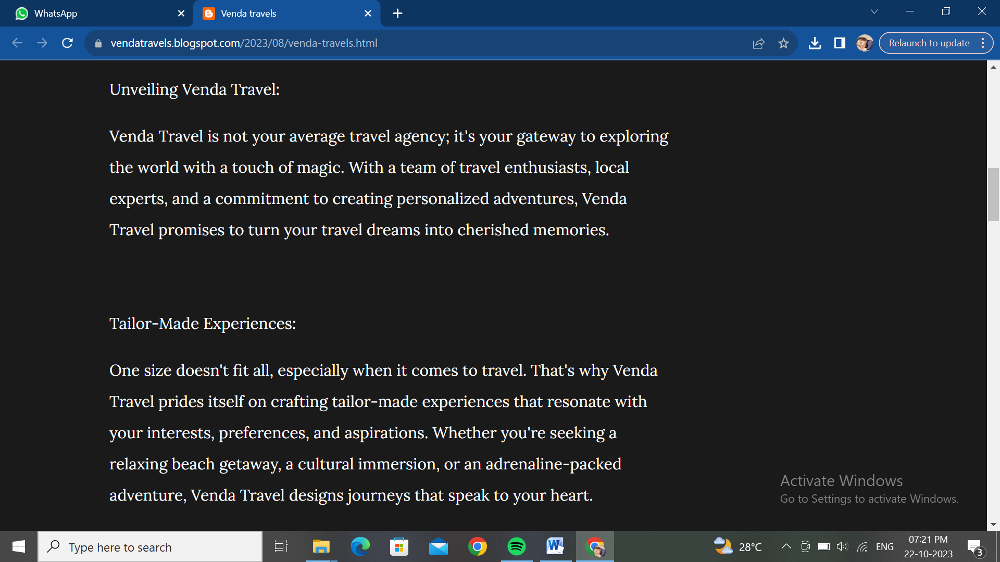 WhatsApp
Venda travels
vendatravels.blogspot.com/2023/08/venda-travels.html
Relaunch to update
Unveiling Venda Travel:
Venda Travel is not your average travel agency; it's your gateway to exploring
the world with a touch of magic. With a team of travel enthusiasts, local
experts, and a commitment to creating personalized adventures, Venda
Travel promises to turn your travel dreams into cherished memories.
Tailor-Made Experiences:
One size doesn't fit all, especially when it comes to travel. That's why Venda
Travel prides itself on crafting tailor-made experiences that resonate with
your interests, preferences, and aspirations. Whether you're seeking a
relaxing beach getaway, a cultural immersion, or an adrenaline-packed
adventure, Venda Travel designs journeys that speak to your heart.
Activate Windows
Go to Settings to activate Windows.
Type here to search
W
28°C
ENG
07:21 PM
22-10-2023
3